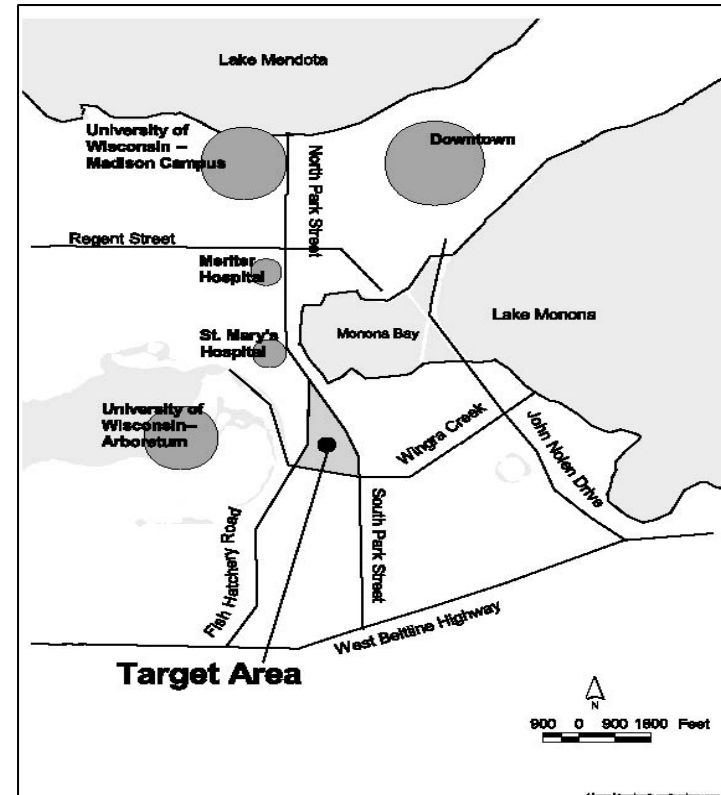 Lake Mendota
University of
Wisconsin –
Madison Campus
Downtown
North Park Street
Regent Street
Meriter
Hospital
Lake Monona
St. Mary's
Hospital
Monona Bay
University of
Wisconsin–
Arboretum
Wingra Creek
John Nolen Drive
Fish Hatchery Road
South Park Street
West Beltline Highway
Target Area
N
900 0 900 1800 Feet